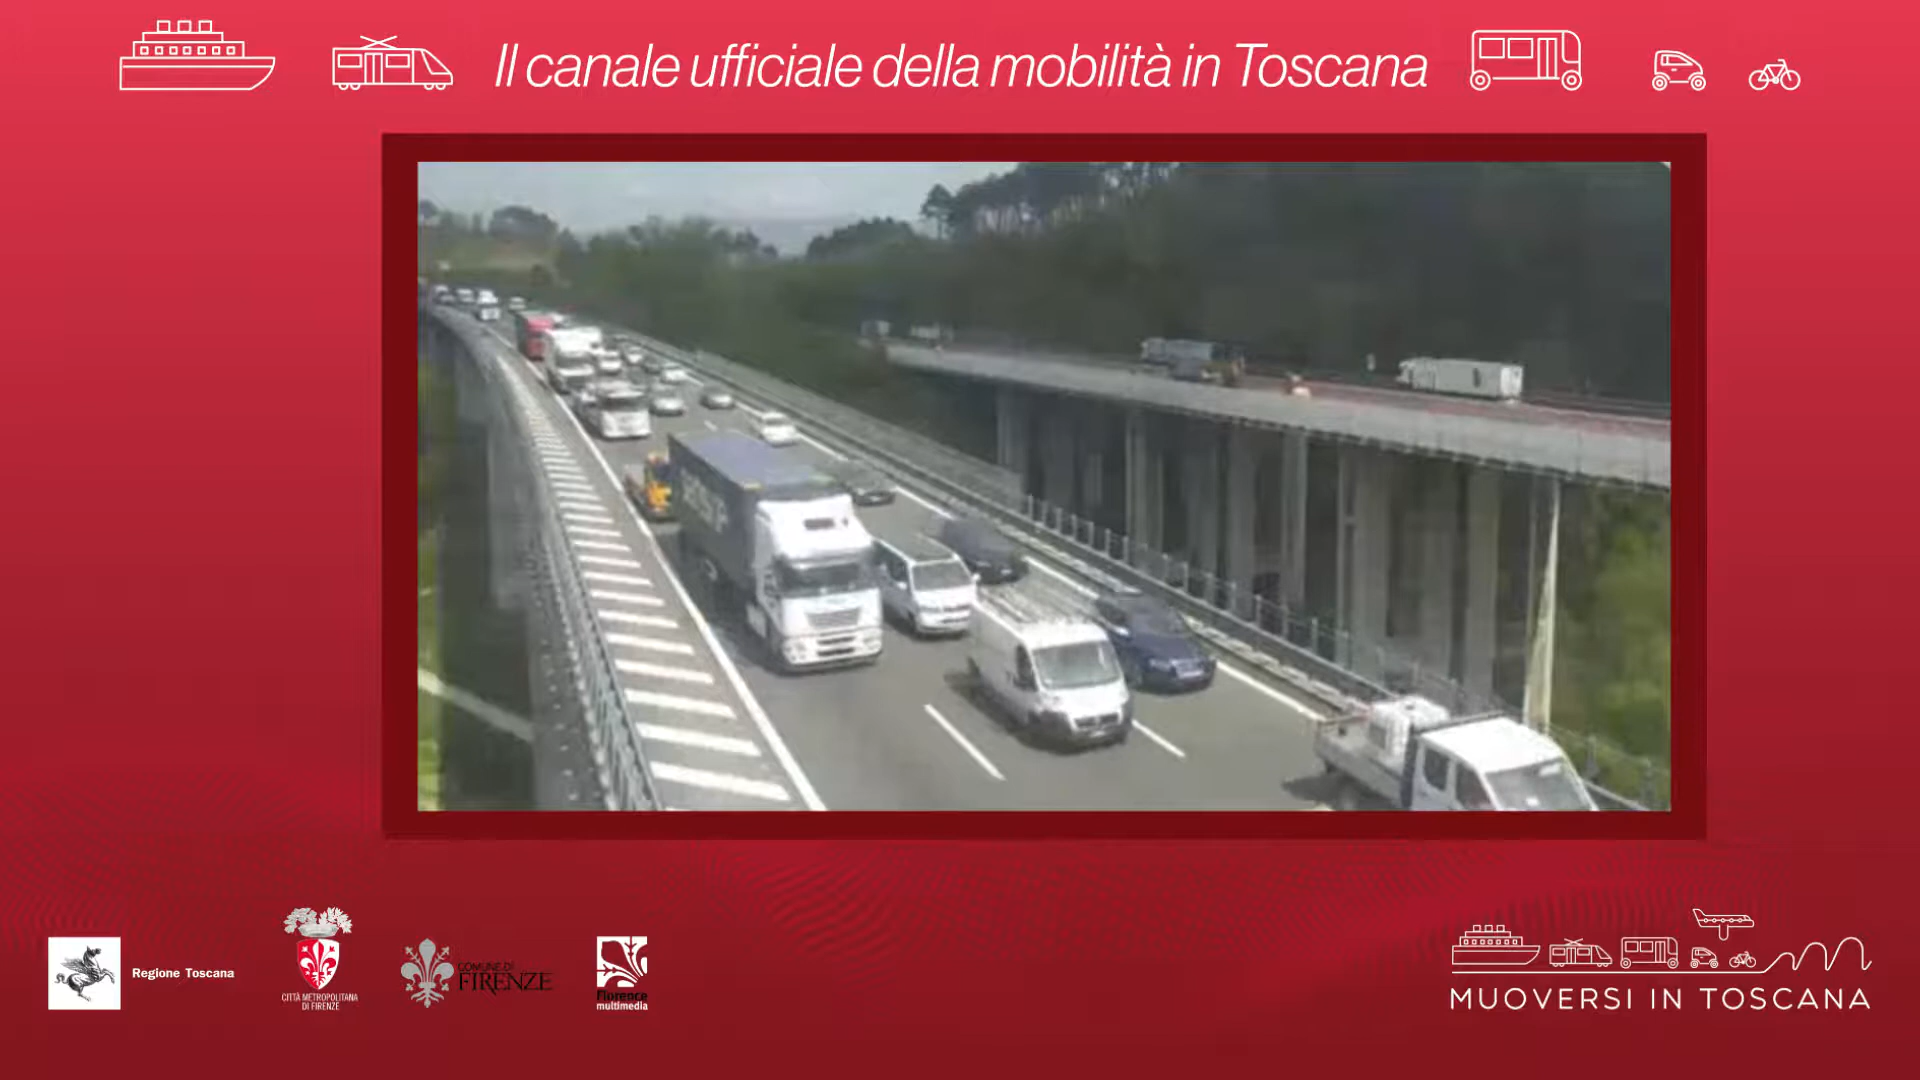 Il canale ufficiale della mobilità in Toscana
Regione Toscana
CITTÀ METROPOLITANA
DI FIRENZE
COMUNE DI
FIRENZE
Florence
multimedia
MUOVERSI IN TOSCANA